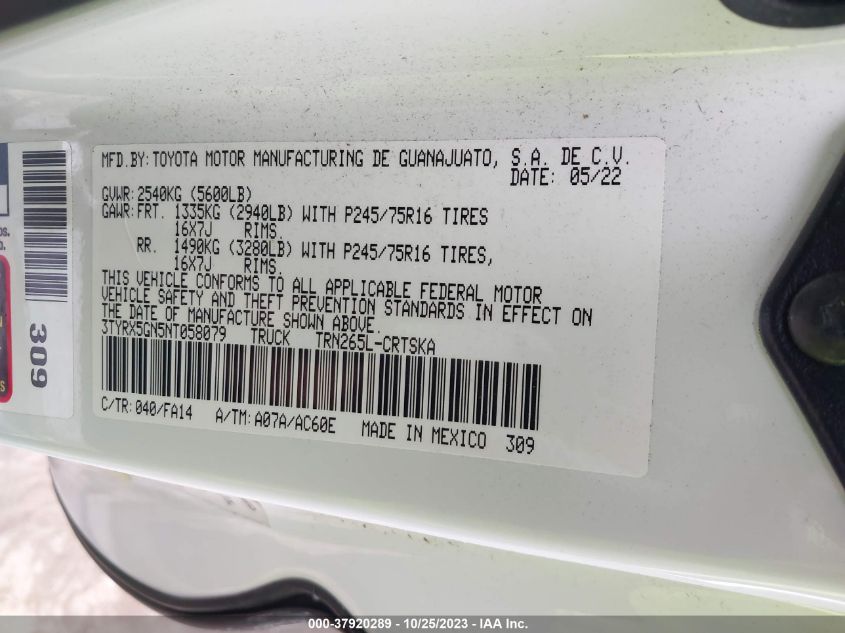 MFD.BY: TOYOTA MOTOR MANUFACTURING DE GUANAJUATO, S.A. DE C.V.
DATE: 05/22
GVWR: 2540KG (5600LB)
GAWR: FRT. 1335KG (2940LB) WITH P245/75R16 TIRES
16X7J RIMS.
RR. 1490KG (3280LB) WITH P245/75R16 TIRES,
16X7J RIMS.
THIS VEHICLE CONFORMS TO ALL APPLICABLE FEDERAL MOTOR
VEHICLE SAFETY AND THEFT PREVENTION STANDARDS IN EFFECT ON
THE DATE OF MANUFACTURE SHOWN ABOVE.
3TYRX5GN5NT058079 TRUCK TRN265L-CRTSKA
C/TR: 040/FA14 A/TM: A07A/AC60E MADE IN MEXICO 309
309
000-37920289 - 10/25/2023 - IAA, Inc.